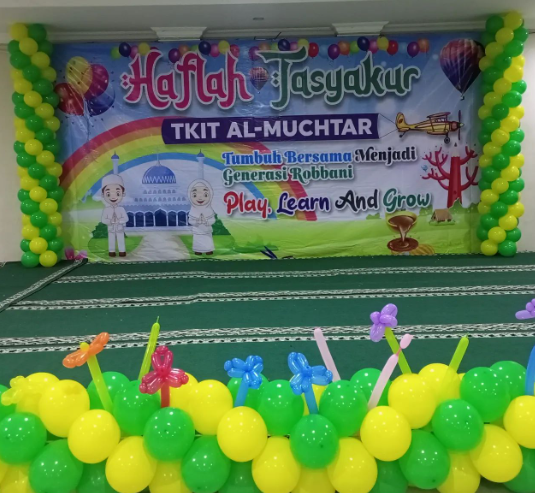 Haflah Tasyakur
TKIT AL-MUCHTAR
Tumbuh Bersama Menjadi
Generasi Robbani
Play, Learn And Grow